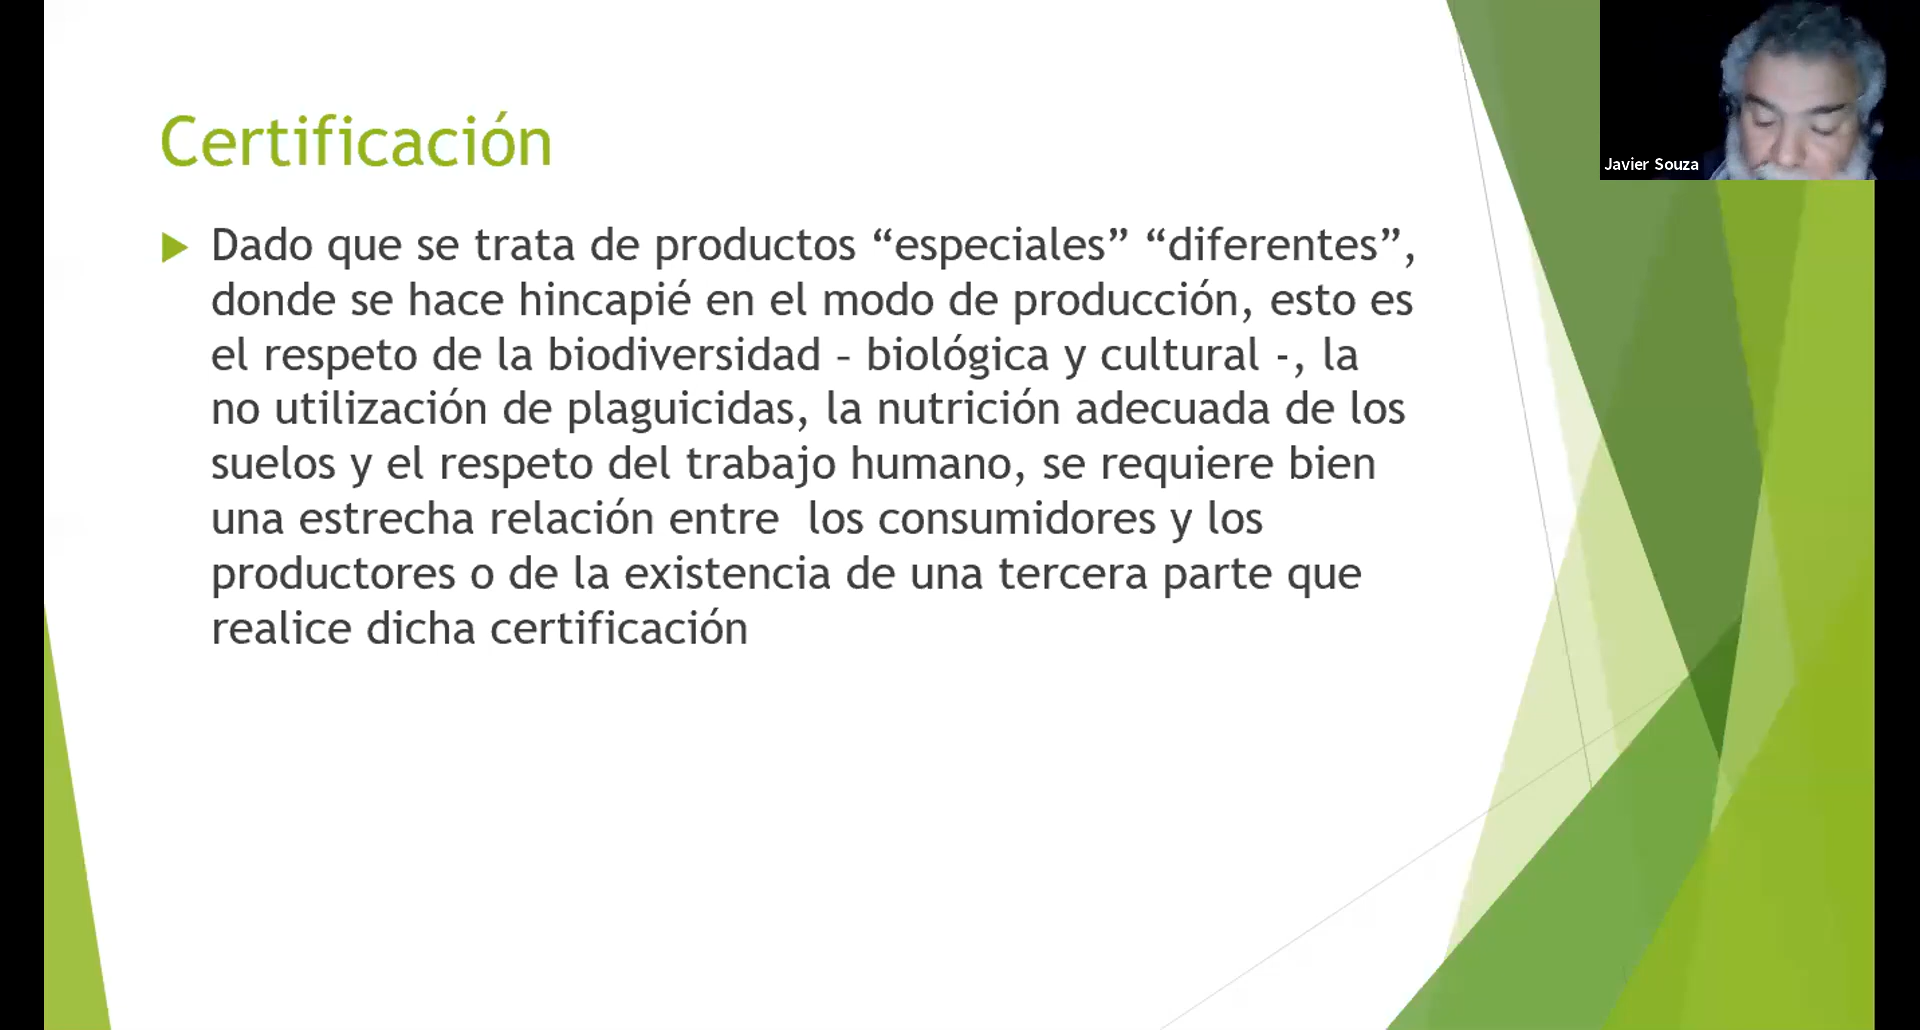 Certificación
Dado que se trata de productos “especiales” “diferentes”,
donde se hace hincapié en el modo de producción, esto es
el respeto de la biodiversidad – biológica y cultural -, la
no utilización de plaguicidas, la nutrición adecuada de los
suelos y el respeto del trabajo humano, se requiere bien
una estrecha relación entre  los consumidores y los
productores o de la existencia de una tercera parte que
realice dicha certificación
Javier Souza